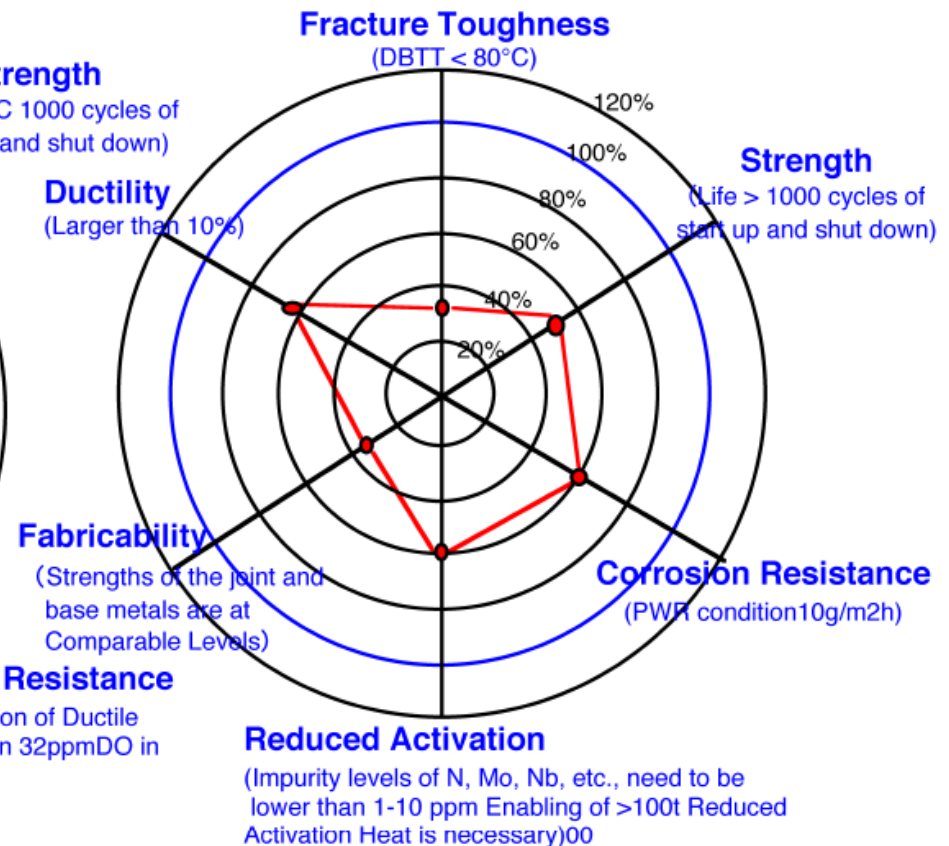 Fracture Toughness
(DBTT < 80°C)
trength
C 1000 cycles of
and shut down)
120%
100%
80%
60%
40%
20%
Strength
(Life > 1000 cycles of
start up and shut down)
Ductility
(Larger than 10%)
Fabricability
(Strengths of the joint and
base metals are at
Comparable Levels)
Corrosion Resistance
(PWR condition10g/m2h)
Resistance
on of Ductile
n 32ppmDO in
Reduced Activation
(Impurity levels of N, Mo, Nb, etc., need to be
lower than 1-10 ppm Enabling of >100t Reduced
Activation Heat is necessary)00